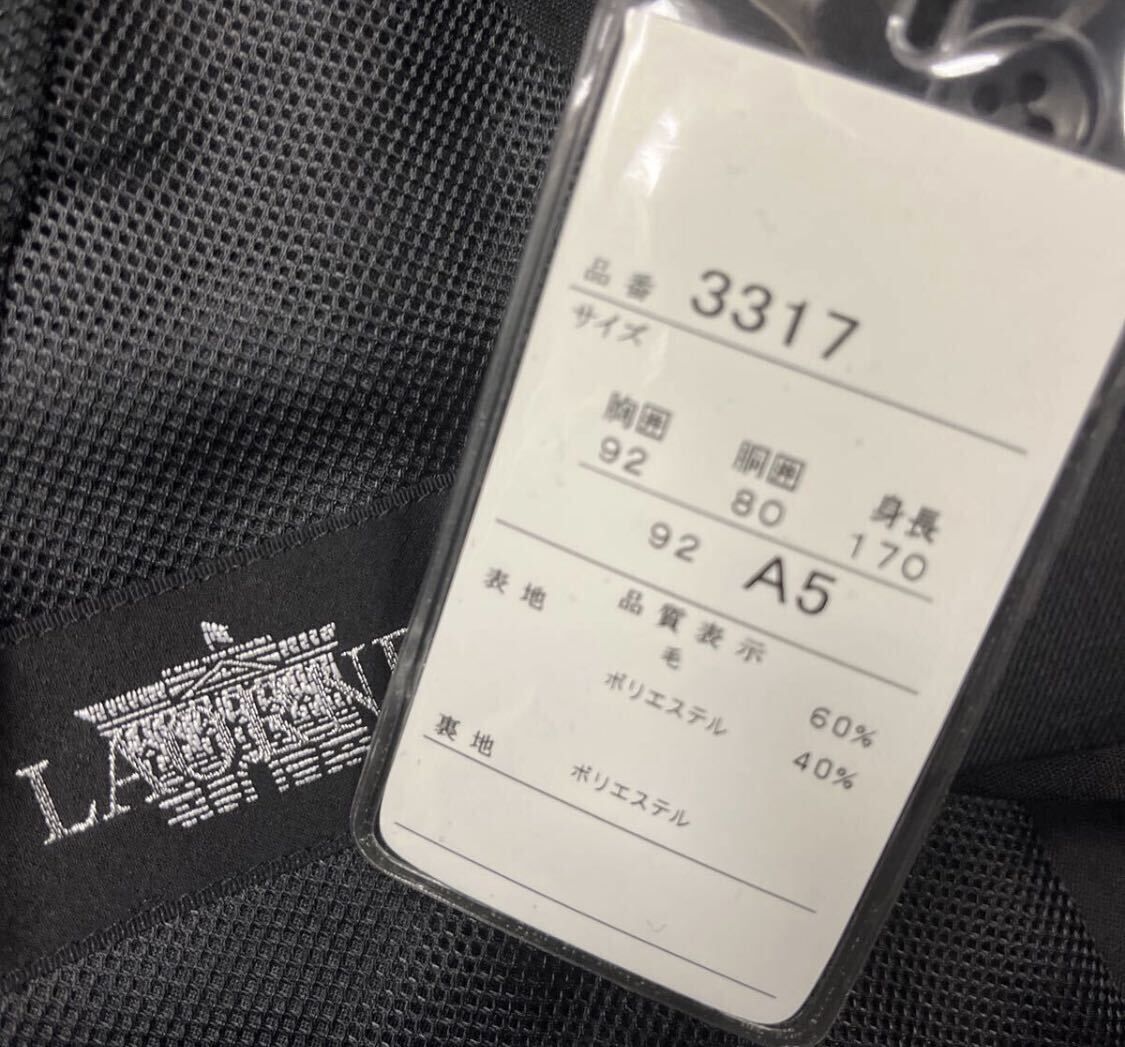 品番 3317
サイズ
胸囲 胴囲 身長
92 80 170
92 A5
品質表示
表地 毛 60%
ポリエステル 40%
裏地 ポリエステル